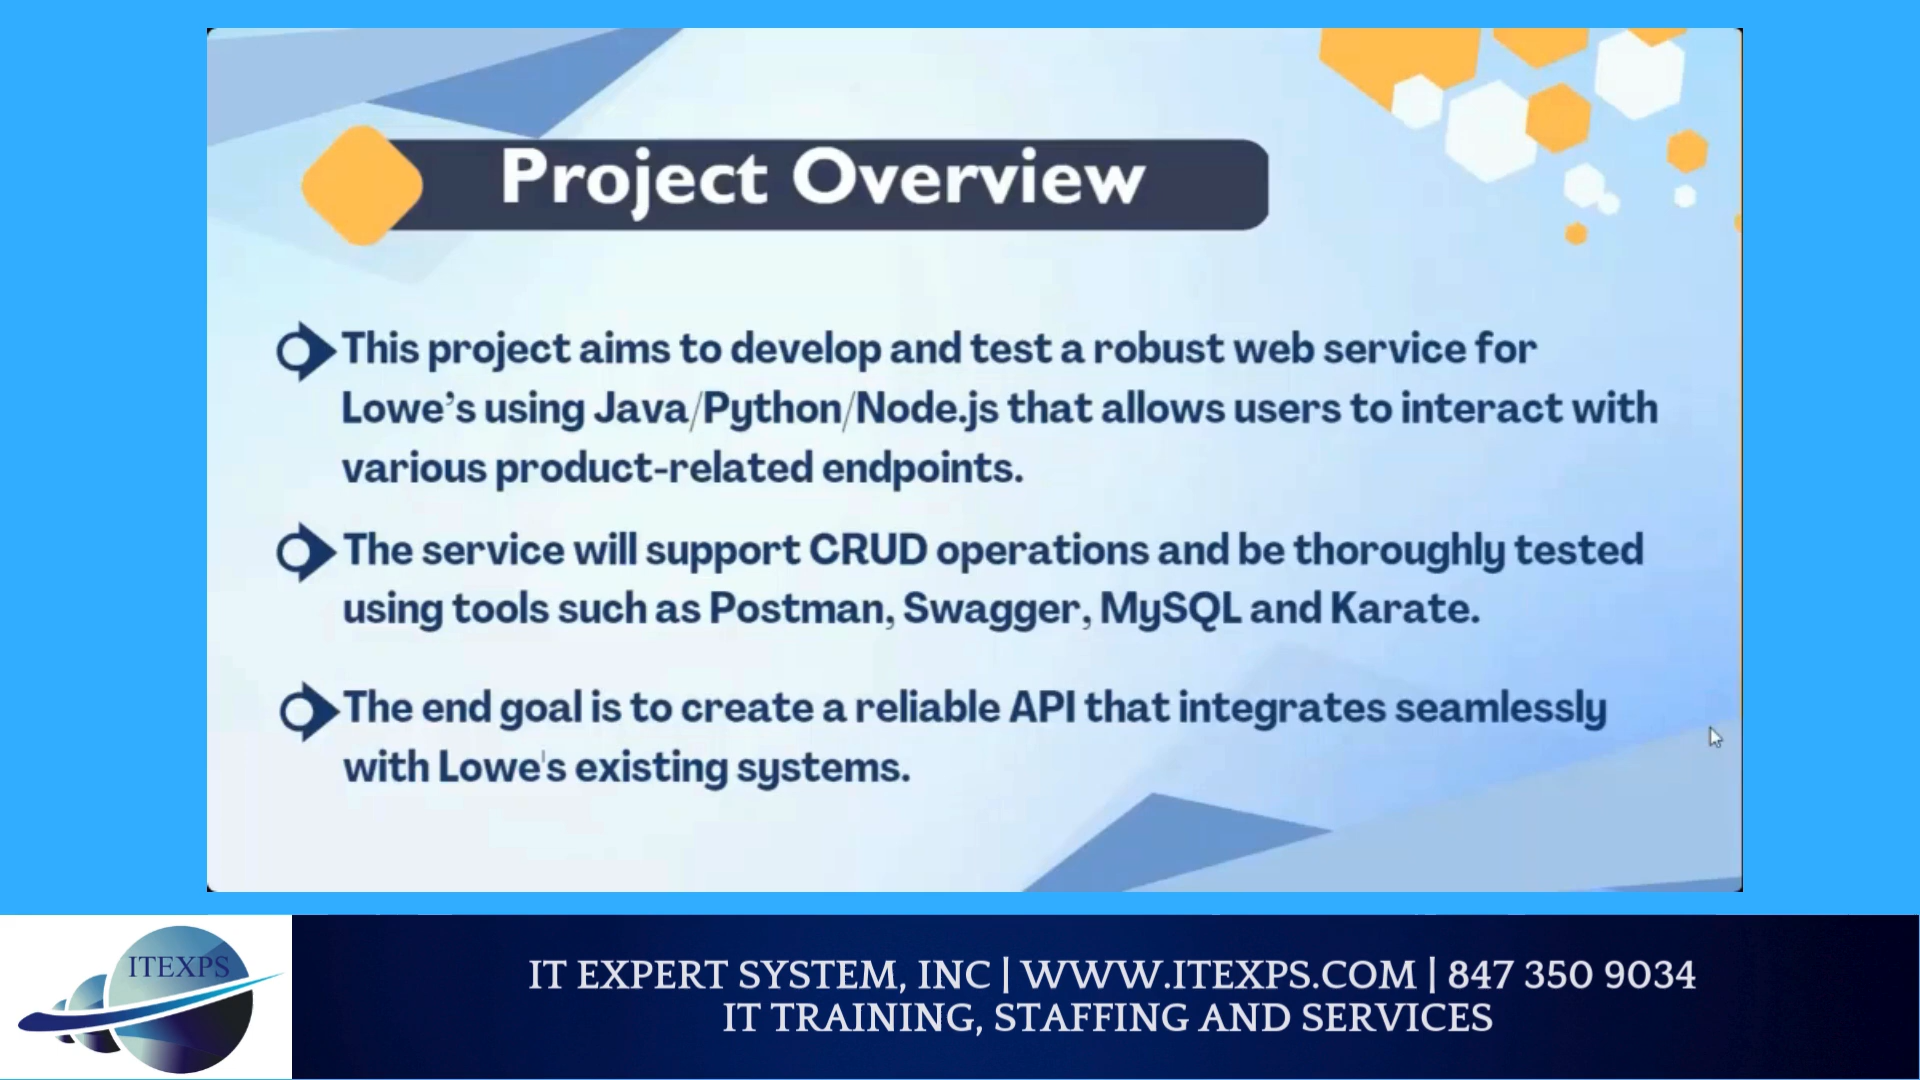 Project Overview
This project aims to develop and test a robust web service for
Lowe’s using Java/Python/Node.js that allows users to interact with
various product-related endpoints.
The service will support CRUD operations and be thoroughly tested
using tools such as Postman, Swagger, MySQL and Karate.
The end goal is to create a reliable API that integrates seamlessly
with Lowe's existing systems.
ITEXPS
IT EXPERT SYSTEM, INC | WWW.ITEXPS.COM | 847 350 9034
IT TRAINING, STAFFING AND SERVICES